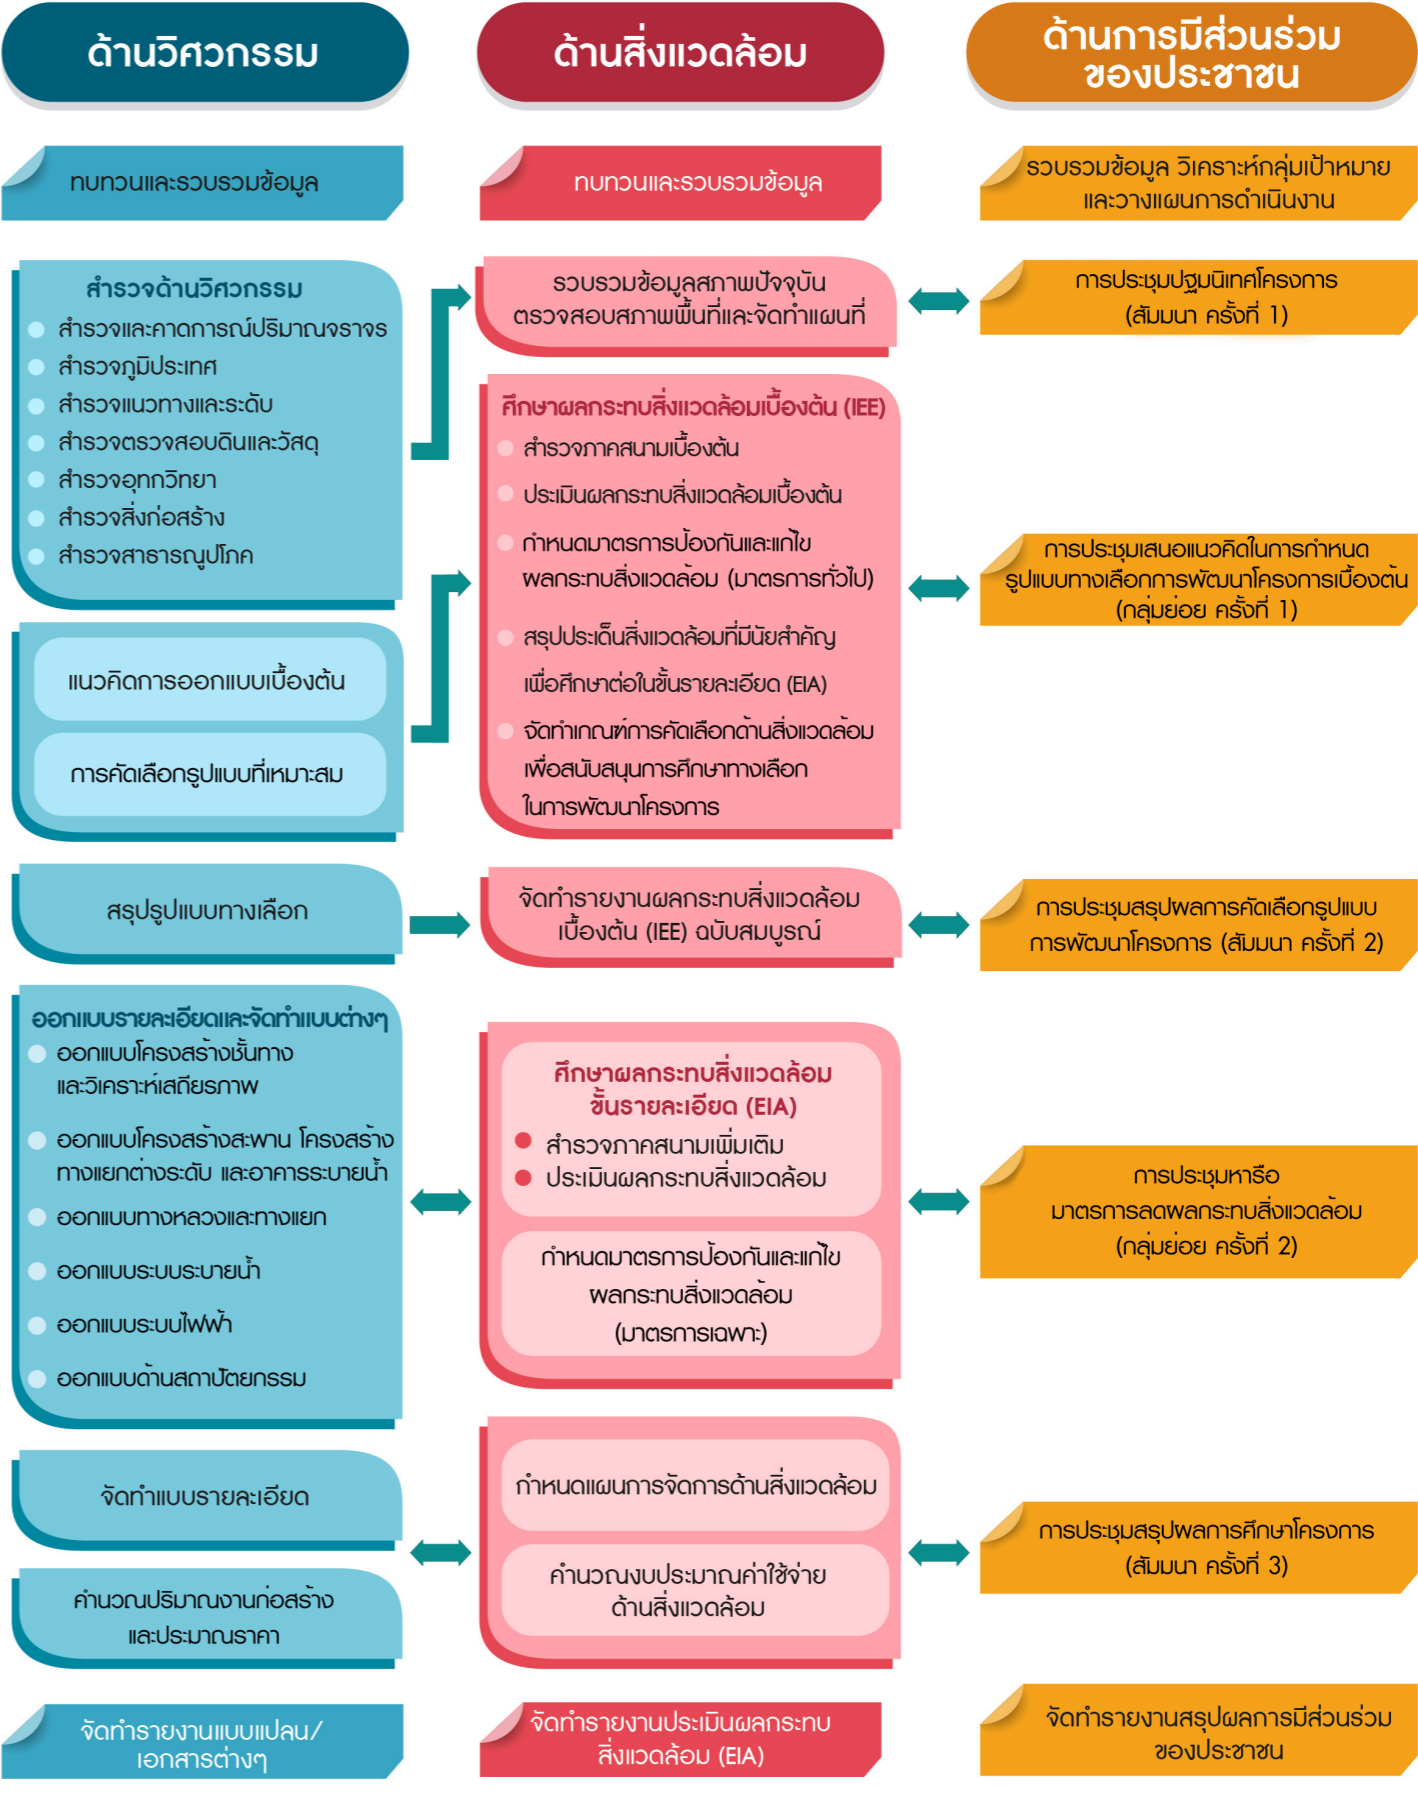 ด้านวิศวกรรม
ทบทวนและรวบรวมข้อมูล
สำรวจด้านวิศวกรรม
สำรวจและคาดการณ์ปริมาณจราจร
สำรวจภูมิประเทศ
สำรวจแนวทางและระดับ
สำรวจตรวจสอบดินและวัสดุ
สำรวจอุทกวิทยา
สำรวจสิ่งก่อสร้าง
สำรวจสาธารณูปโภค
แนวคิดการออกแบบเบื้องต้น
การคัดเลือกรูปแบบที่เหมาะสม
สรุปรูปแบบทางเลือก
ออกแบบรายละเอียดและจัดทำแบบต่างๆ
ออกแบบโครงสร้างชั้นทาง
และวิเคราะห์เสถียรภาพ
ออกแบบโครงสร้างสะพาน โครงสร้าง
ทางแยกต่างระดับ และอาคารระบายน้ำ
ออกแบบทางหลวงและทางแยก
ออกแบบระบบระบายน้ำ
ออกแบบระบบไฟฟ้า
ออกแบบด้านสถาปัตยกรรม
จัดทำแบบรายละเอียด
คำนวณปริมาณงานก่อสร้าง
และประมาณราคา
จัดทำรายงานแบบแปลน/
เอกสารต่างๆ
ด้านสิ่งแวดล้อม
ทบทวนและรวบรวมข้อมูล
รวบรวมข้อมูลสภาพปัจจุบัน
ตรวจสอบสภาพพื้นที่และจัดทำแผนที่
ศึกษาผลกระทบสิ่งแวดล้อมเบื้องต้น (IEE)
สำรวจภาคสนามเบื้องต้น
ประเมินผลกระทบสิ่งแวดล้อมเบื้องต้น
กำหนดมาตรการป้องกันและแก้ไข
ผลกระทบสิ่งแวดล้อม (มาตรการทั่วไป)
สรุปประเด็นสิ่งแวดล้อมที่มีนัยสำคัญ
เพื่อศึกษาต่อในขั้นรายละเอียด (EIA)
จัดทำเกณฑ์การคัดเลือกด้านสิ่งแวดล้อม
เพื่อสนับสนุนการศึกษาทางเลือก
ในการพัฒนาโครงการ
จัดทำรายงานผลกระทบสิ่งแวดล้อม
เบื้องต้น (IEE) ฉบับสมบูรณ์
ศึกษาผลกระทบสิ่งแวดล้อม
ขั้นรายละเอียด (EIA)
สำรวจภาคสนามเพิ่มเติม
ประเมินผลกระทบสิ่งแวดล้อม
กำหนดมาตรการป้องกันและแก้ไข
ผลกระทบสิ่งแวดล้อม
(มาตรการเฉพาะ)
กำหนดแผนการจัดการด้านสิ่งแวดล้อม
คำนวณงบประมาณค่าใช้จ่าย
ด้านสิ่งแวดล้อม
จัดทำรายงานประเมินผลกระทบ
สิ่งแวดล้อม (EIA)
ด้านการมีส่วนร่วม
ของประชาชน
รวบรวมข้อมูล วิเคราะห์กลุ่มเป้าหมาย
และวางแผนการดำเนินงาน
การประชุมปฐมนิเทศโครงการ
(สัมมนา ครั้งที่ 1)
การประชุมเสนอแนวคิดในการกำหนด
รูปแบบทางเลือกการพัฒนาโครงการเบื้องต้น
(กลุ่มย่อย ครั้งที่ 1)
การประชุมสรุปผลการคัดเลือกรูปแบบ
การพัฒนาโครงการ (สัมมนา ครั้งที่ 2)
การประชุมหารือ
มาตรการลดผลกระทบสิ่งแวดล้อม
(กลุ่มย่อย ครั้งที่ 2)
การประชุมสรุปผลการศึกษาโครงการ
(สัมมนา ครั้งที่ 3)
จัดทำรายงานสรุปผลการมีส่วนร่วม
ของประชาชน